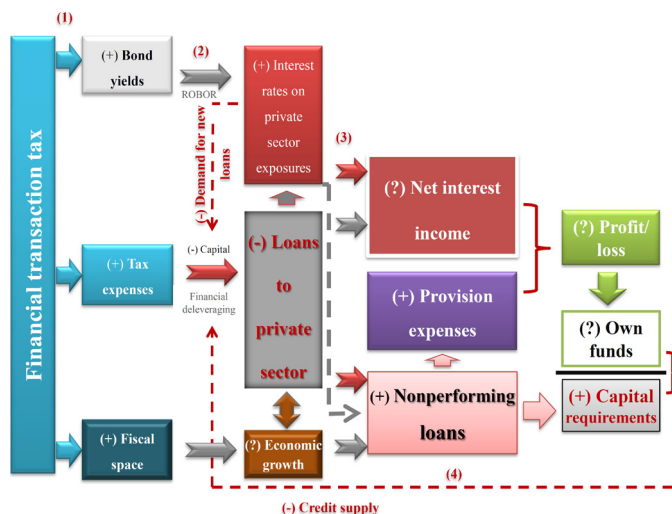 (1)
Financial transaction tax
(+) Bond
yields
(2)
ROBOR
(+) Interest
rates on
private
sector
exposures
(-) Demand for new
loans
(3)
(?) Net interest
income
(?) Profit/
loss
(+) Tax
expenses
(-) Capital
Financial
deleveraging
(-) Loans
to
private
sector
(+) Provision
expenses
(?) Own
funds
(+) Nonperforming
loans
(+) Capital
requirements
(+) Fiscal
space
(?) Economic
growth
(4)
(-) Credit supply